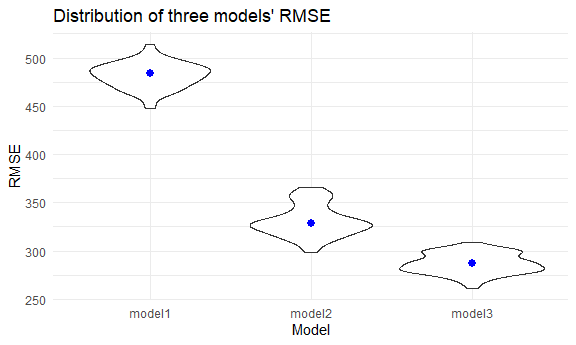 Distribution of three models' RMSE
500
450
400
350
300
250
RMSE
model1
model2
model3
Model